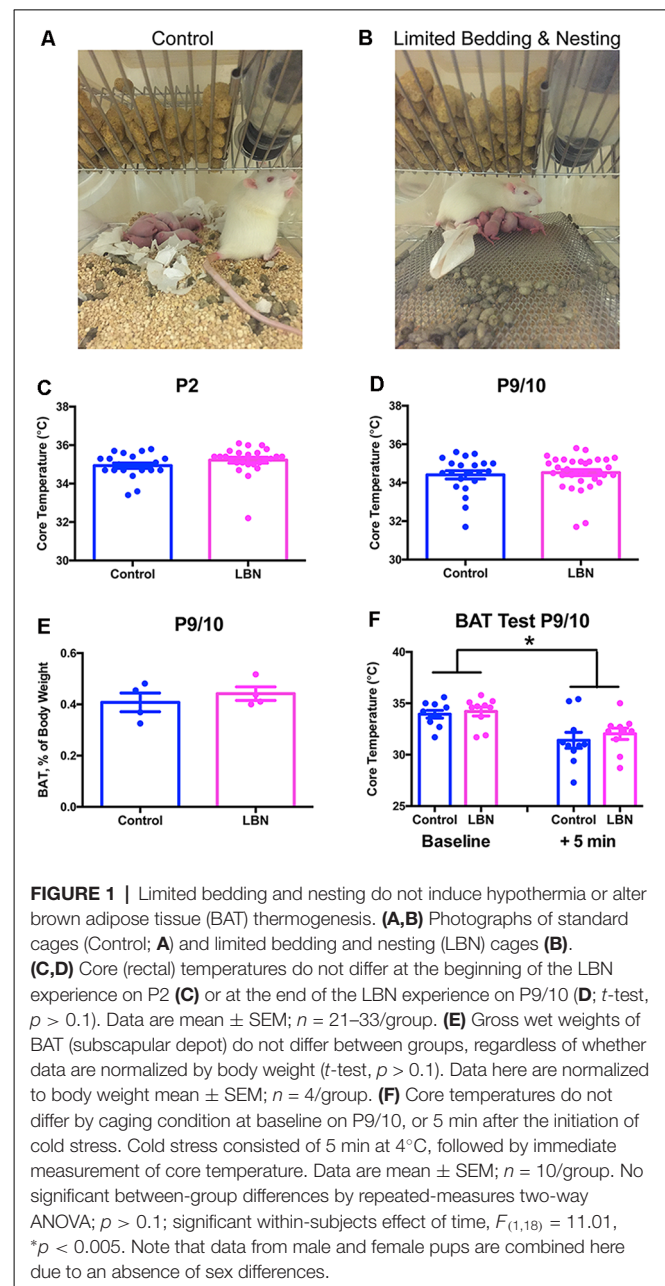 A Control
B Limited Bedding & Nesting
C P2
Core Temperature (°C)
38
36
34
32
30
Control LBN
D P9/10
Core Temperature (°C)
38
36
34
32
30
Control LBN
E P9/10
BAT, % of Body Weight
0.6
0.4
0.2
0.0
Control LBN
F BAT Test P9/10
*
Core Temperature (°C)
40
35
30
25
Control LBN Control LBN
Baseline + 5 min
FIGURE 1 | Limited bedding and nesting do not induce hypothermia or alter
brown adipose tissue (BAT) thermogenesis. (A,B) Photographs of standard
cages (Control; A) and limited bedding and nesting (LBN) cages (B).
(C,D) Core (rectal) temperatures do not differ at the beginning of the LBN
experience on P2 (C) or at the end of the LBN experience on P9/10 (D; t-test,
p > 0.1). Data are mean ± SEM; n = 21–33/group. (E) Gross wet weights of
BAT (subscapular depot) do not differ between groups, regardless of whether
data are normalized by body weight (t-test, p > 0.1). Data here are normalized
to body weight mean ± SEM; n = 4/group. (F) Core temperatures do not
differ by caging condition at baseline on P9/10, or 5 min after the initiation of
cold stress. Cold stress consisted of 5 min at 4°C, followed by immediate
measurement of core temperature. Data are mean ± SEM; n = 10/group. No
significant between-group differences by repeated-measures two-way
ANOVA; p > 0.1; significant within-subjects effect of time, F(1,18) = 11.01,
*p < 0.005. Note that data from male and female pups are combined here
due to an absence of sex differences.